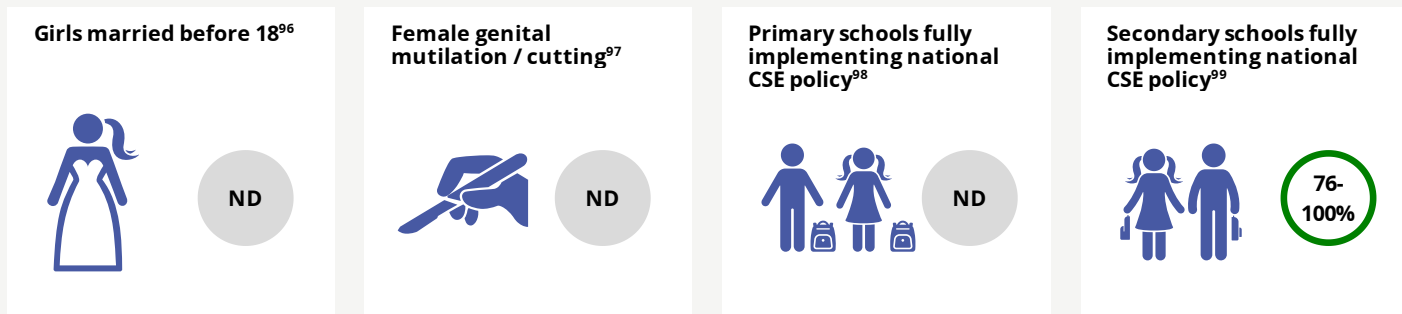 Girls married before 18⁹⁶
ND
Female genital
mutilation / cutting⁹⁷
ND
Primary schools fully
implementing national
CSE policy⁹⁸
ND
Secondary schools fully
implementing national
CSE policy⁹⁹
76-
100%